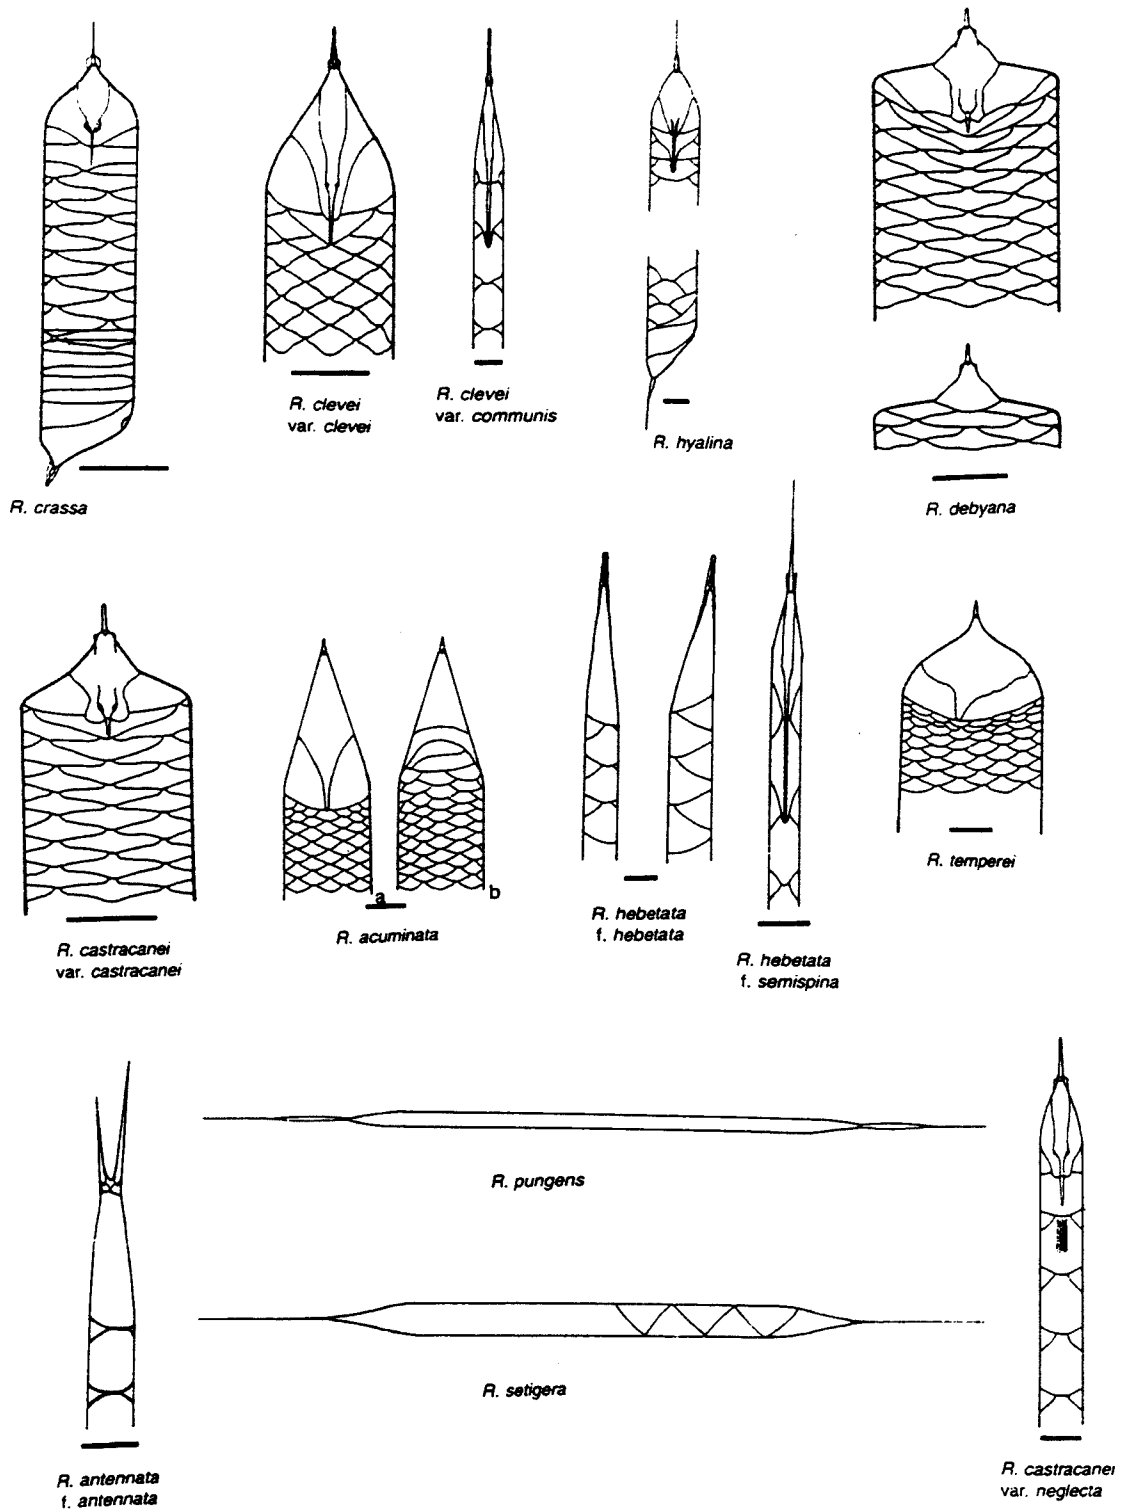 R. crassa
R. clevei
var. clevei
R. clevei
var. communis
R. hyalina
R. debyana
R. castracanei
var. castracanei
a
b
R. acuminata
R. hebetata
f. hebetata
R. hebetata
f. semispina
R. temperei
R. antennata
f. antennata
R. pungens
R. setigera
R. castracanei
var. neglecta